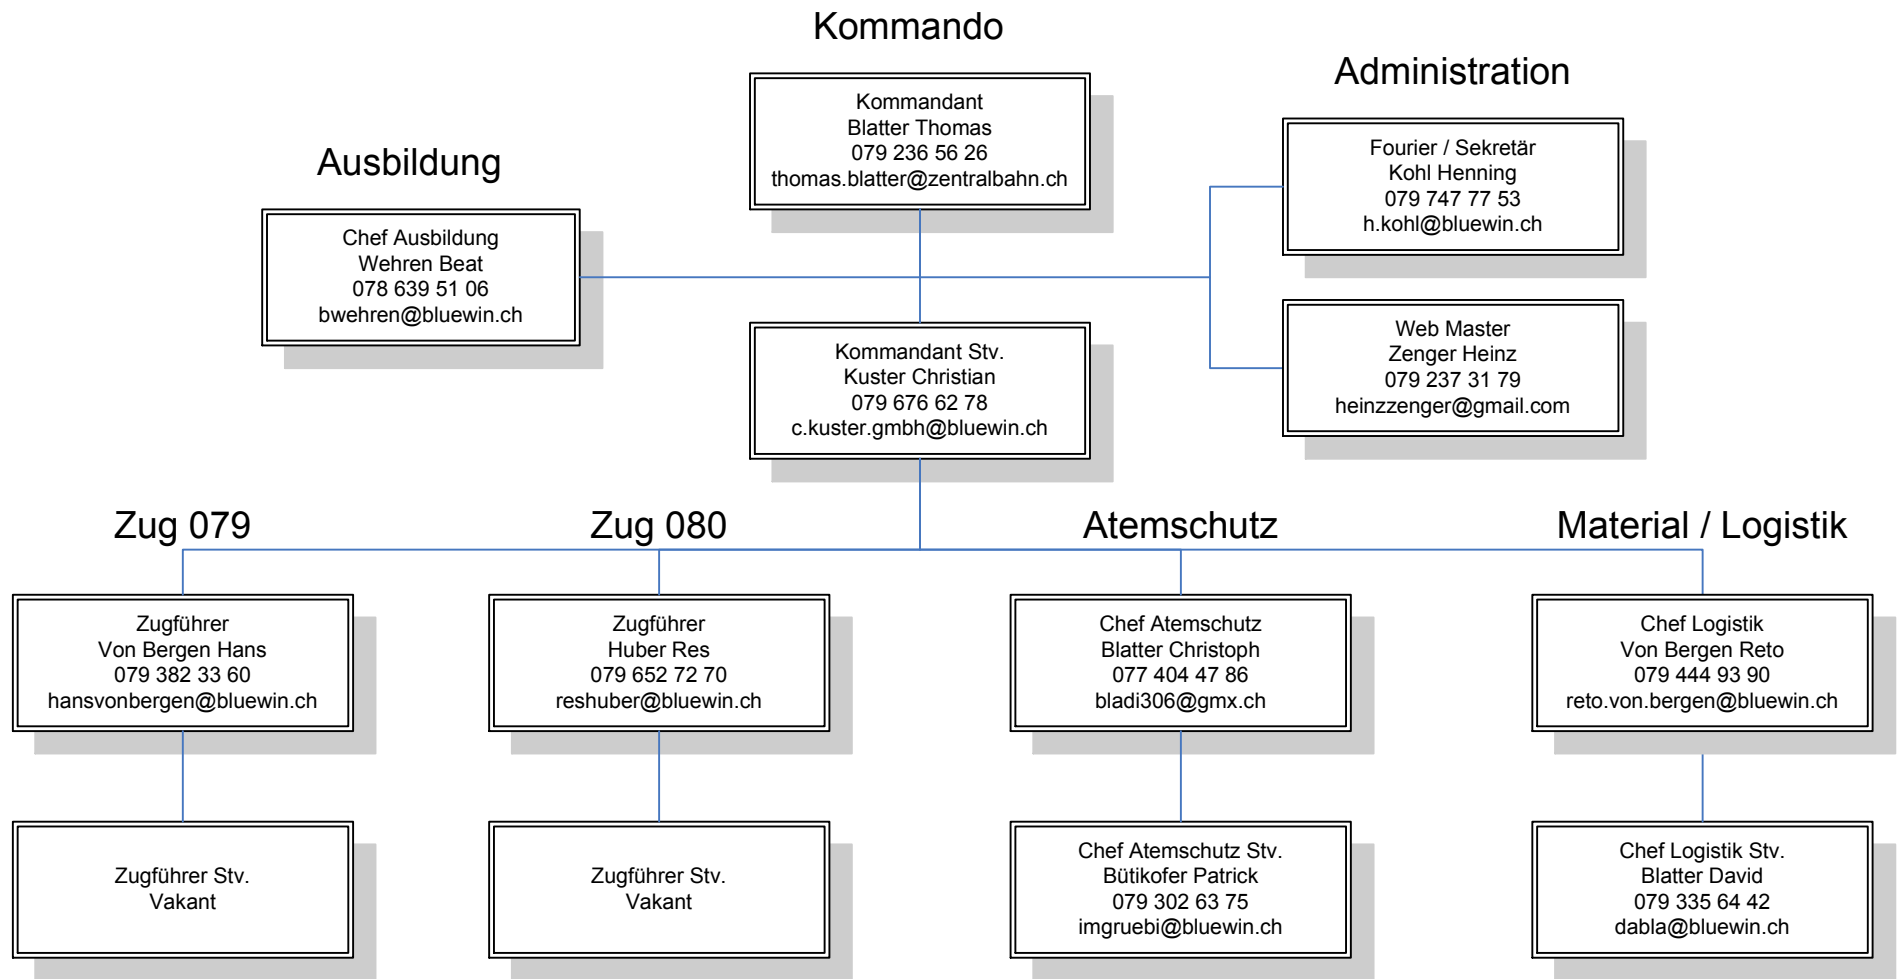 Kommando
Kommandant
Blatter Thomas
079 236 56 26
thomas.blatter@zentralbahn.ch
Administration
Fourier / Sekretär
Kohl Henning
079 747 77 53
h.kohl@bluewin.ch
Ausbildung
Chef Ausbildung
Wehren Beat
078 639 51 06
bwehren@bluewin.ch
Kommandant Stv.
Kuster Christian
079 676 62 78
c.kuster.gmbh@bluewin.ch
Web Master
Zenger Heinz
079 237 31 79
heinzzenger@gmail.com
Zug 079
Zugführer
Von Bergen Hans
079 382 33 60
hansvonbergen@bluewin.ch
Zugführer Stv.
Vakant
Zug 080
Zugführer
Huber Res
079 652 72 70
reshuber@bluewin.ch
Zugführer Stv.
Vakant
Atemschutz
Chef Atemschutz
Blatter Christoph
077 404 47 86
bladi306@gmx.ch
Chef Atemschutz Stv.
Bütikofer Patrick
079 302 63 75
imgruebi@bluewin.ch
Material / Logistik
Chef Logistik
Von Bergen Reto
079 444 93 90
reto.von.bergen@bluewin.ch
Chef Logistik Stv.
Blatter David
079 335 64 42
dabla@bluewin.ch